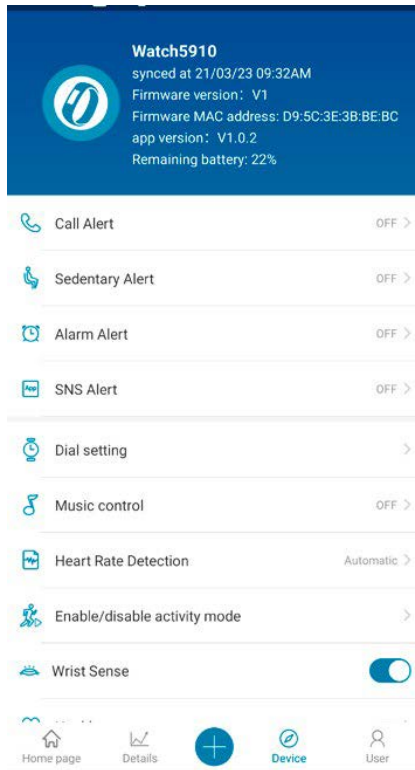 Watch5910
synced at 21/03/23 09:32AM
Firmware version: V1
Firmware MAC address: D9:5C:3E:3B:BE:BC
app version: V1.0.2
Remaining battery: 22%
Call Alert OFF
Sedentary Alert OFF
Alarm Alert OFF
App SNS Alert OFF
Dial setting
Music control OFF
Heart Rate Detection Automatic
Enable/disable activity mode
Wrist Sense
Home page Details Device User